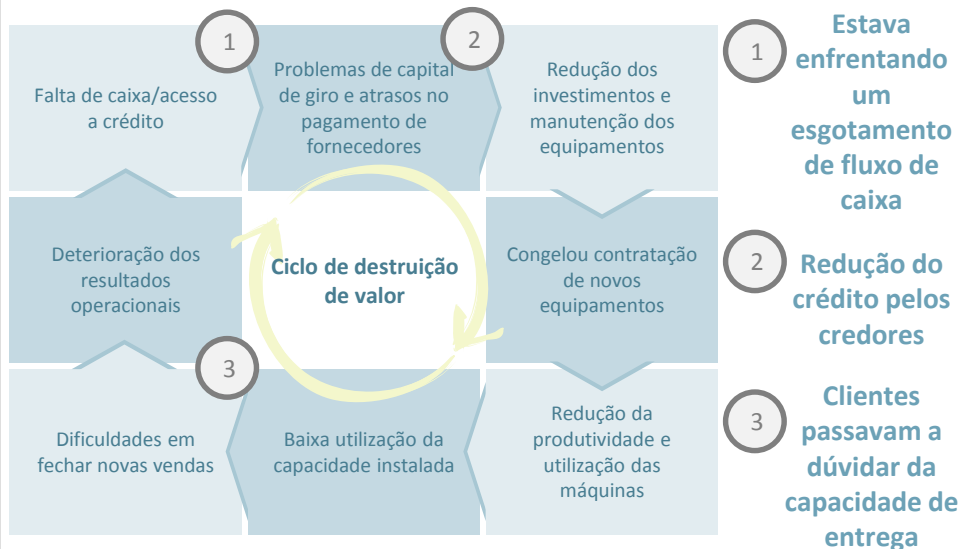 1
Falta de caixa/acesso
a crédito
2
Problemas de capital
de giro e atrasos no
pagamento de
fornecedores
Redução dos
investimentos e
manutenção dos
equipamentos
Deterioração dos
resultados
operacionais
Ciclo de destruição
de valor
Congelou contratação
de novos
equipamentos
3
Dificuldades em
fechar novas vendas
Baixa utilização da
capacidade instalada
Redução da
produtividade e
utilização das
máquinas
1
Estava
enfrentando
um
esgotamento
de fluxo de
caixa
2
Redução do
crédito pelos
credores
3
Clientes
passavam a
dúvidar da
capacidade de
entrega